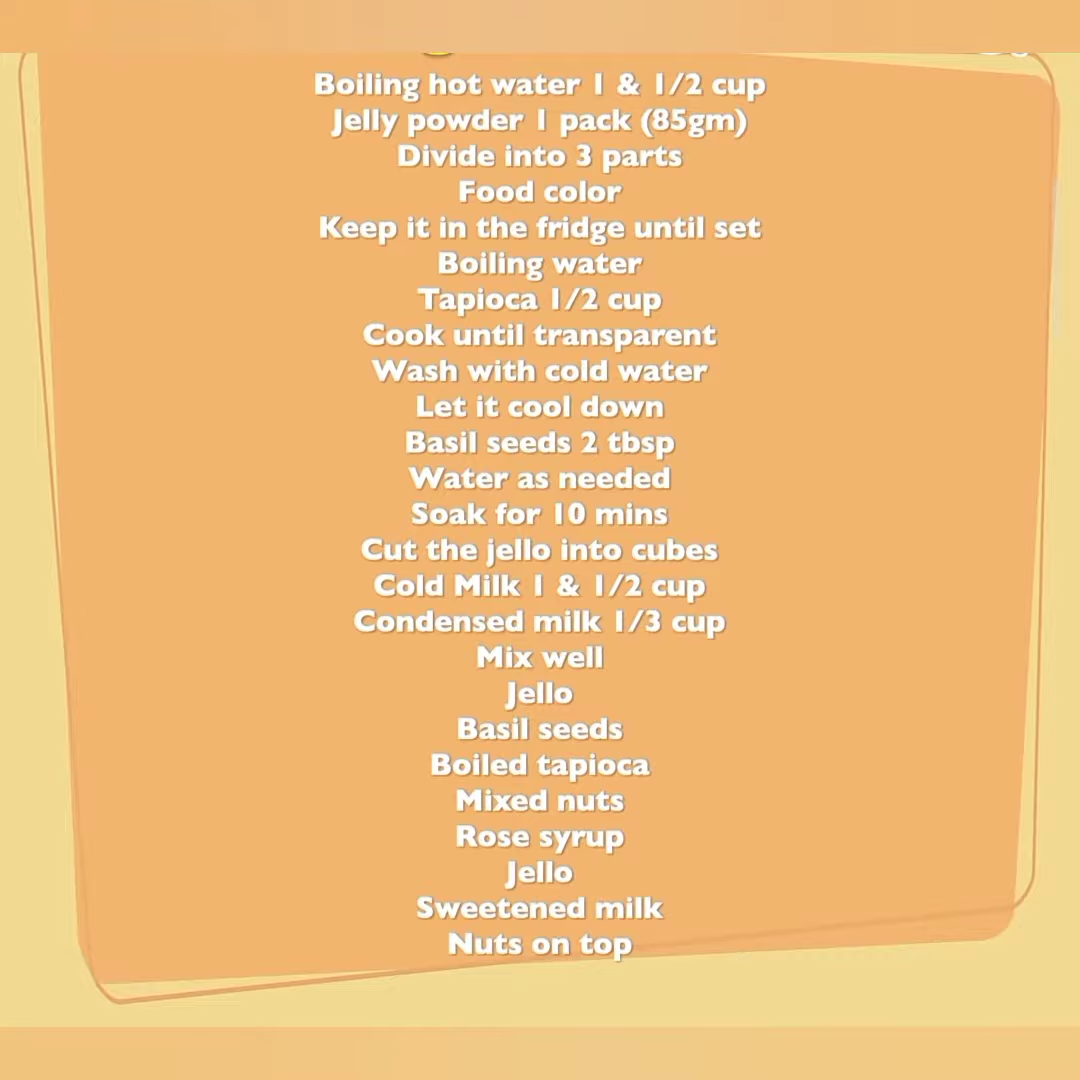 Boiling hot water 1 & 1/2 cup
Jelly powder 1 pack (85gm)
Divide into 3 parts
Food color
Keep it in the fridge until set
Boiling water
Tapioca 1/2 cup
Cook until transparent
Wash with cold water
Let it cool down
Basil seeds 2 tbsp
Water as needed
Soak for 10 mins
Cut the jello into cubes
Cold Milk 1 & 1/2 cup
Condensed milk 1/3 cup
Mix well
Jello
Basil seeds
Boiled tapioca
Mixed nuts
Rose syrup
Jello
Sweetened milk
Nuts on top